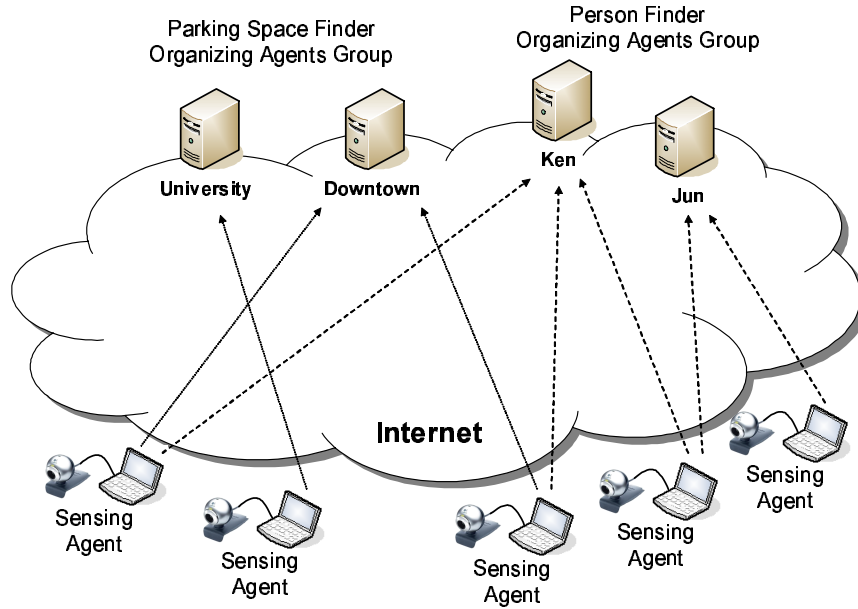 Parking Space Finder
Organizing Agents Group
Person Finder
Organizing Agents Group
University
Downtown
Ken
Jun
Internet
Sensing
Agent
Sensing
Agent
Sensing
Agent
Sensing
Agent
Sensing
Agent